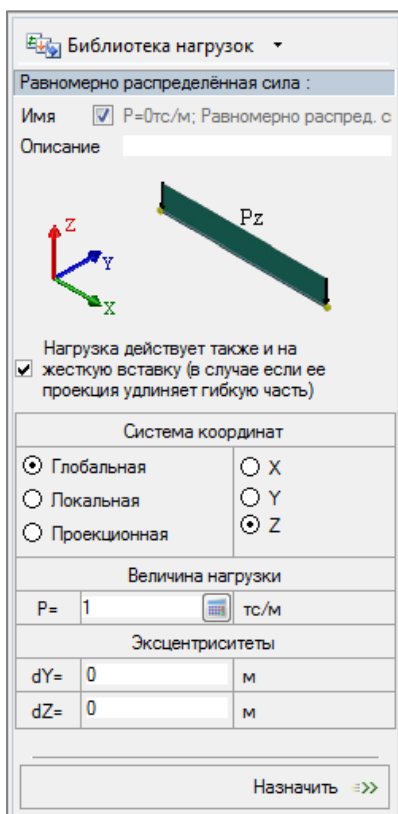 Библиотека нагрузок
Равномерно распределённая сила :
Имя P=0тс/м; Равномерно распред. с
Описание
Z
Y
X
Pz
Нагрузка действует также и на
жесткую вставку (в случае если ее
проекция удлиняет гибкую часть)
Система координат
Глобальная X
Локальная Y
Проекционная Z
Величина нагрузки
P= 1 тс/м
Эксцентриситеты
dY= 0 м
dZ= 0 м
Назначить